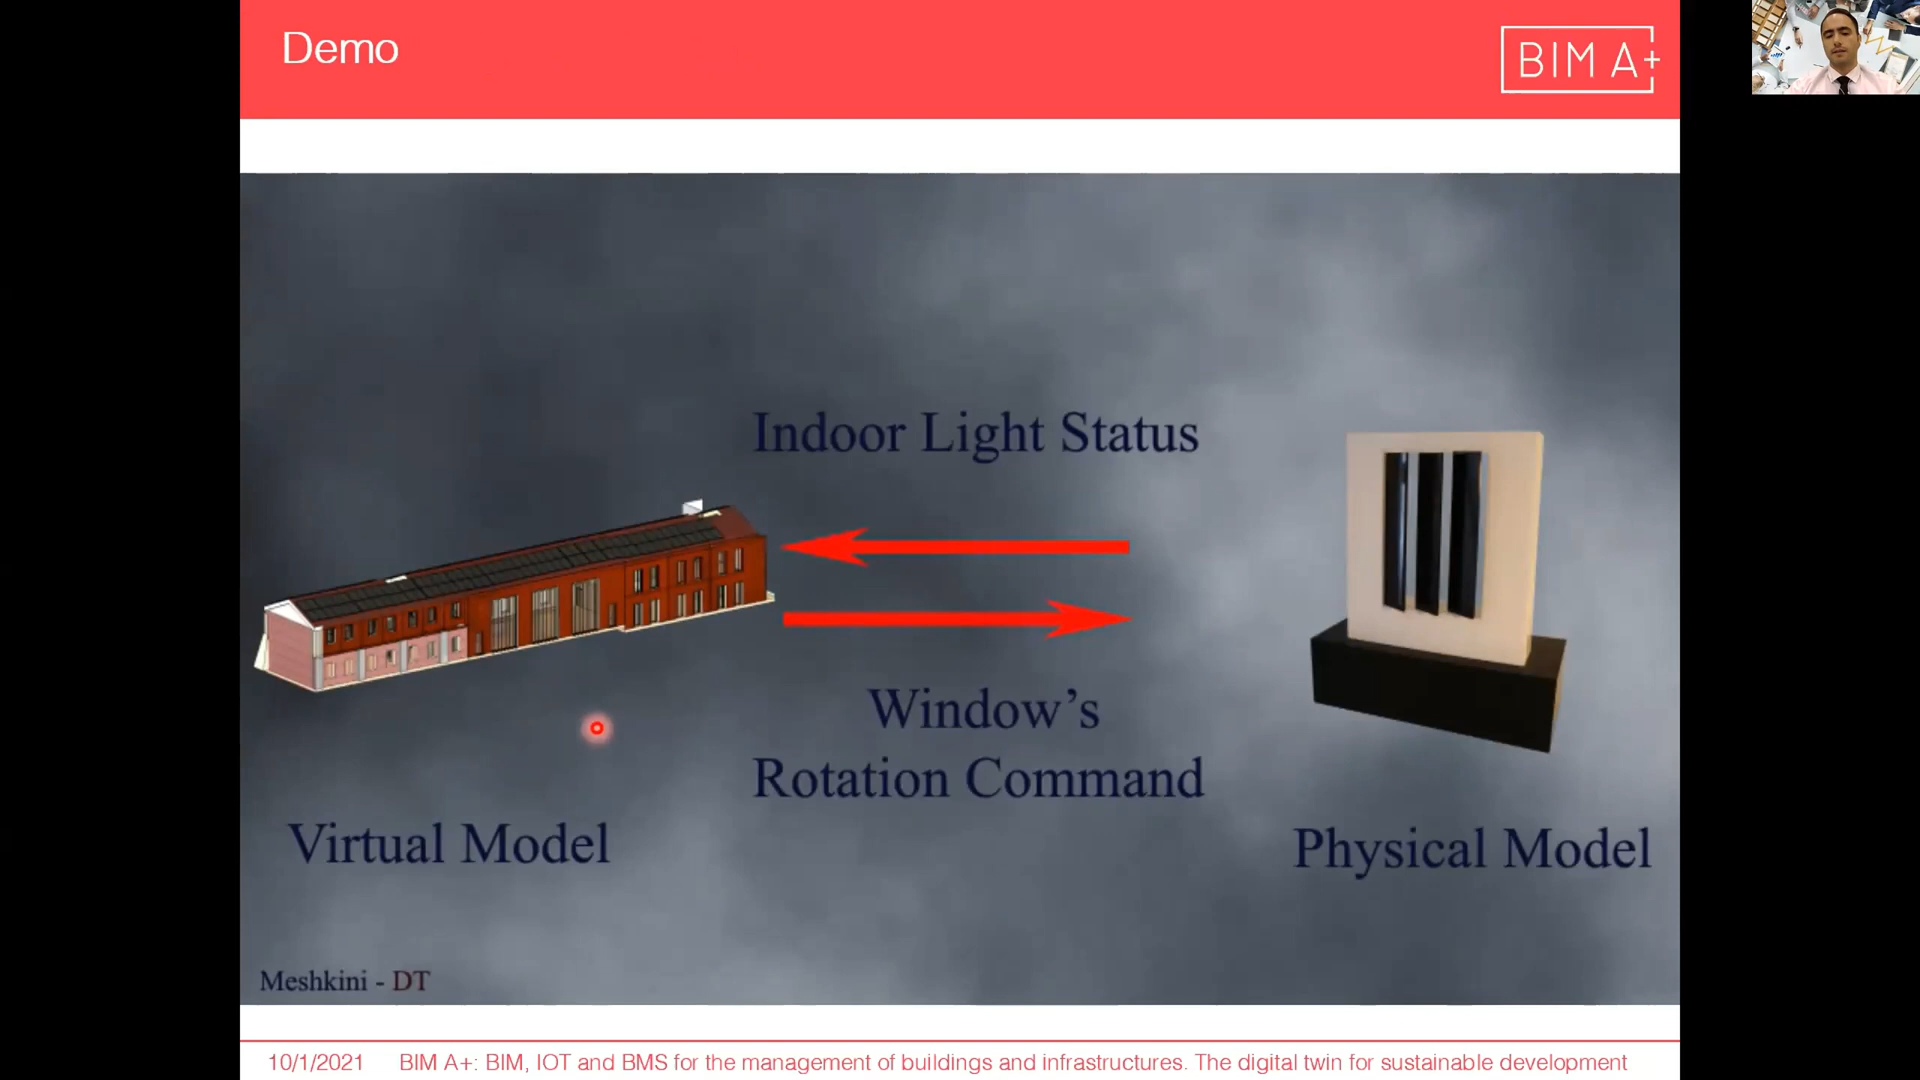 Demo
BIM A+
Indoor Light Status
Window’s
Rotation Command
Virtual Model
Physical Model
Meshkini - DT
10/1/2021 BIM A+: BIM, IOT and BMS for the management of buildings and infrastructures. The digital twin for sustainable development